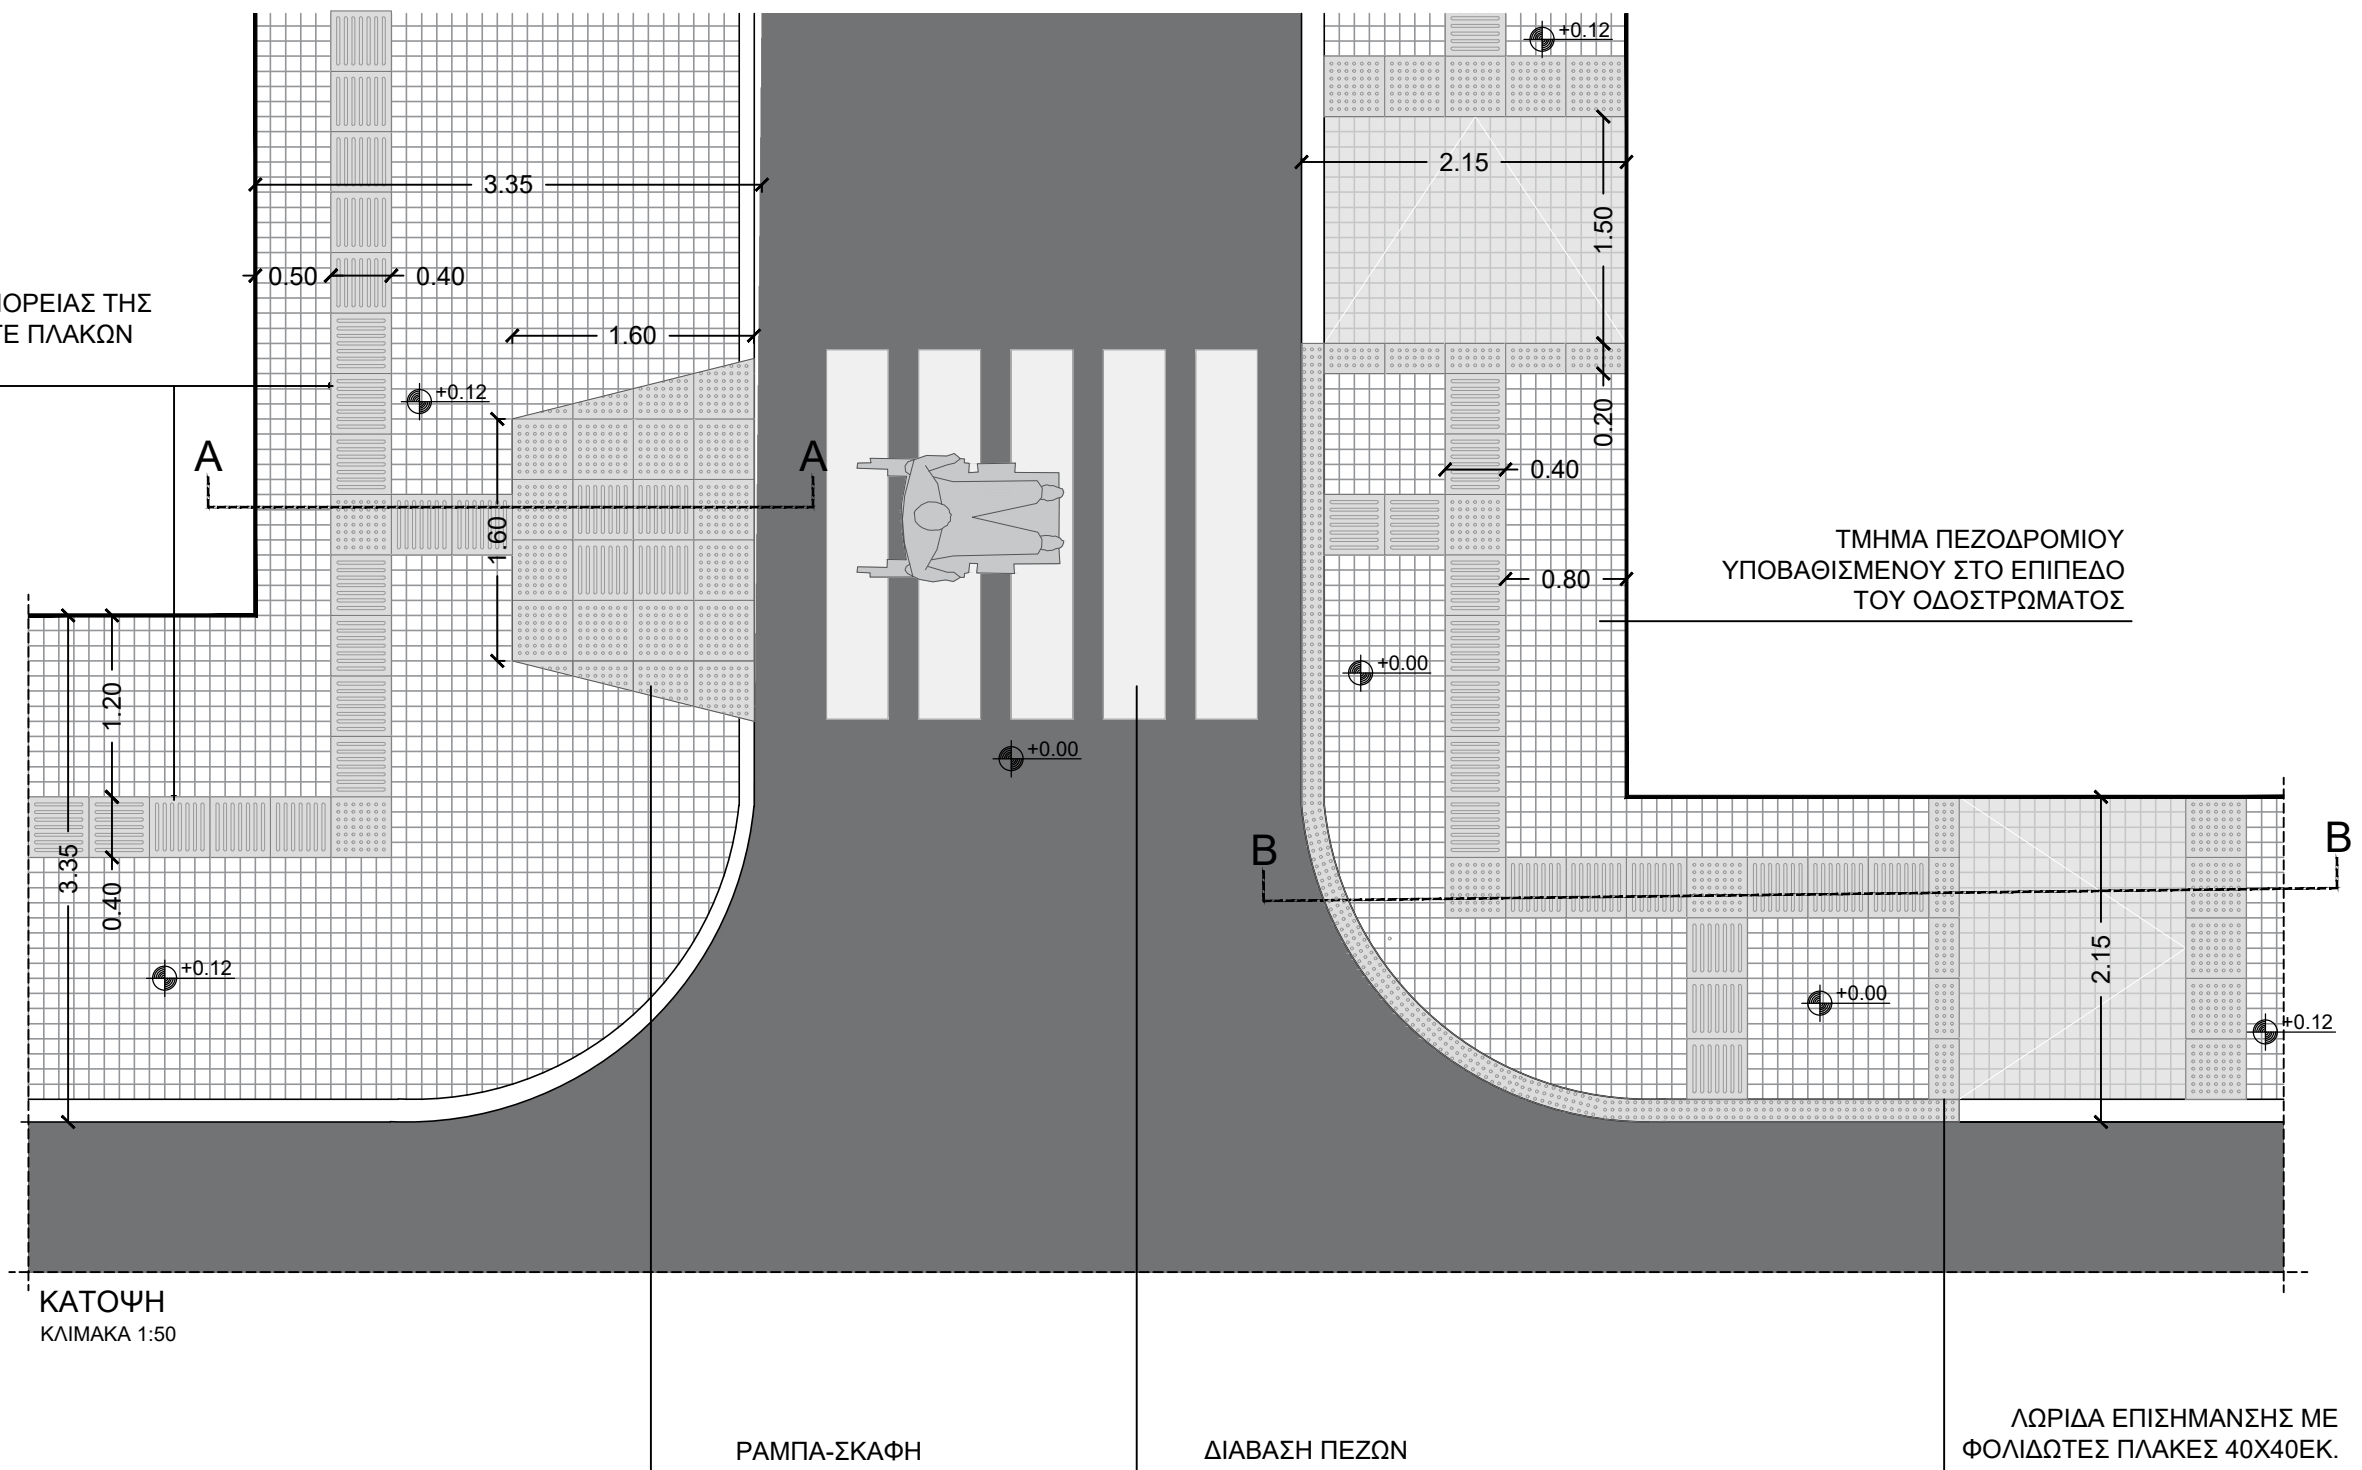 +0.12
3.35
2.15
1.50
0.50
0.40
ΤΗΣ
ΠΛΑΚΩΝ
1.60
+0.12
0.20
A
A
0.40
1.60
ΤΜΗΜΑ ΠΕΖΟΔΡΟΜΙΟΥ
ΥΠΟΒΑΘΙΣΜΕΝΟΥ ΣΤΟ ΕΠΙΠΕΔΟ
ΤΟΥ ΟΔΟΣΤΡΩΜΑΤΟΣ
0.80
+0.00
1.20
+0.00
B
B
3.35
0.40
2.15
+0.12
+0.00
+0.12
ΚΑΤΟΨΗ
ΚΛΙΜΑΚΑ 1:50
ΡΑΜΠΑ-ΣΚΑΦΗ
ΔΙΑΒΑΣΗ ΠΕΖΩΝ
ΛΩΡΙΔΑ ΕΠΙΣΗΜΑΝΣΗΣ ΜΕ
ΦΟΛΙΔΩΤΕΣ ΠΛΑΚΕΣ 40Χ40ΕΚ.